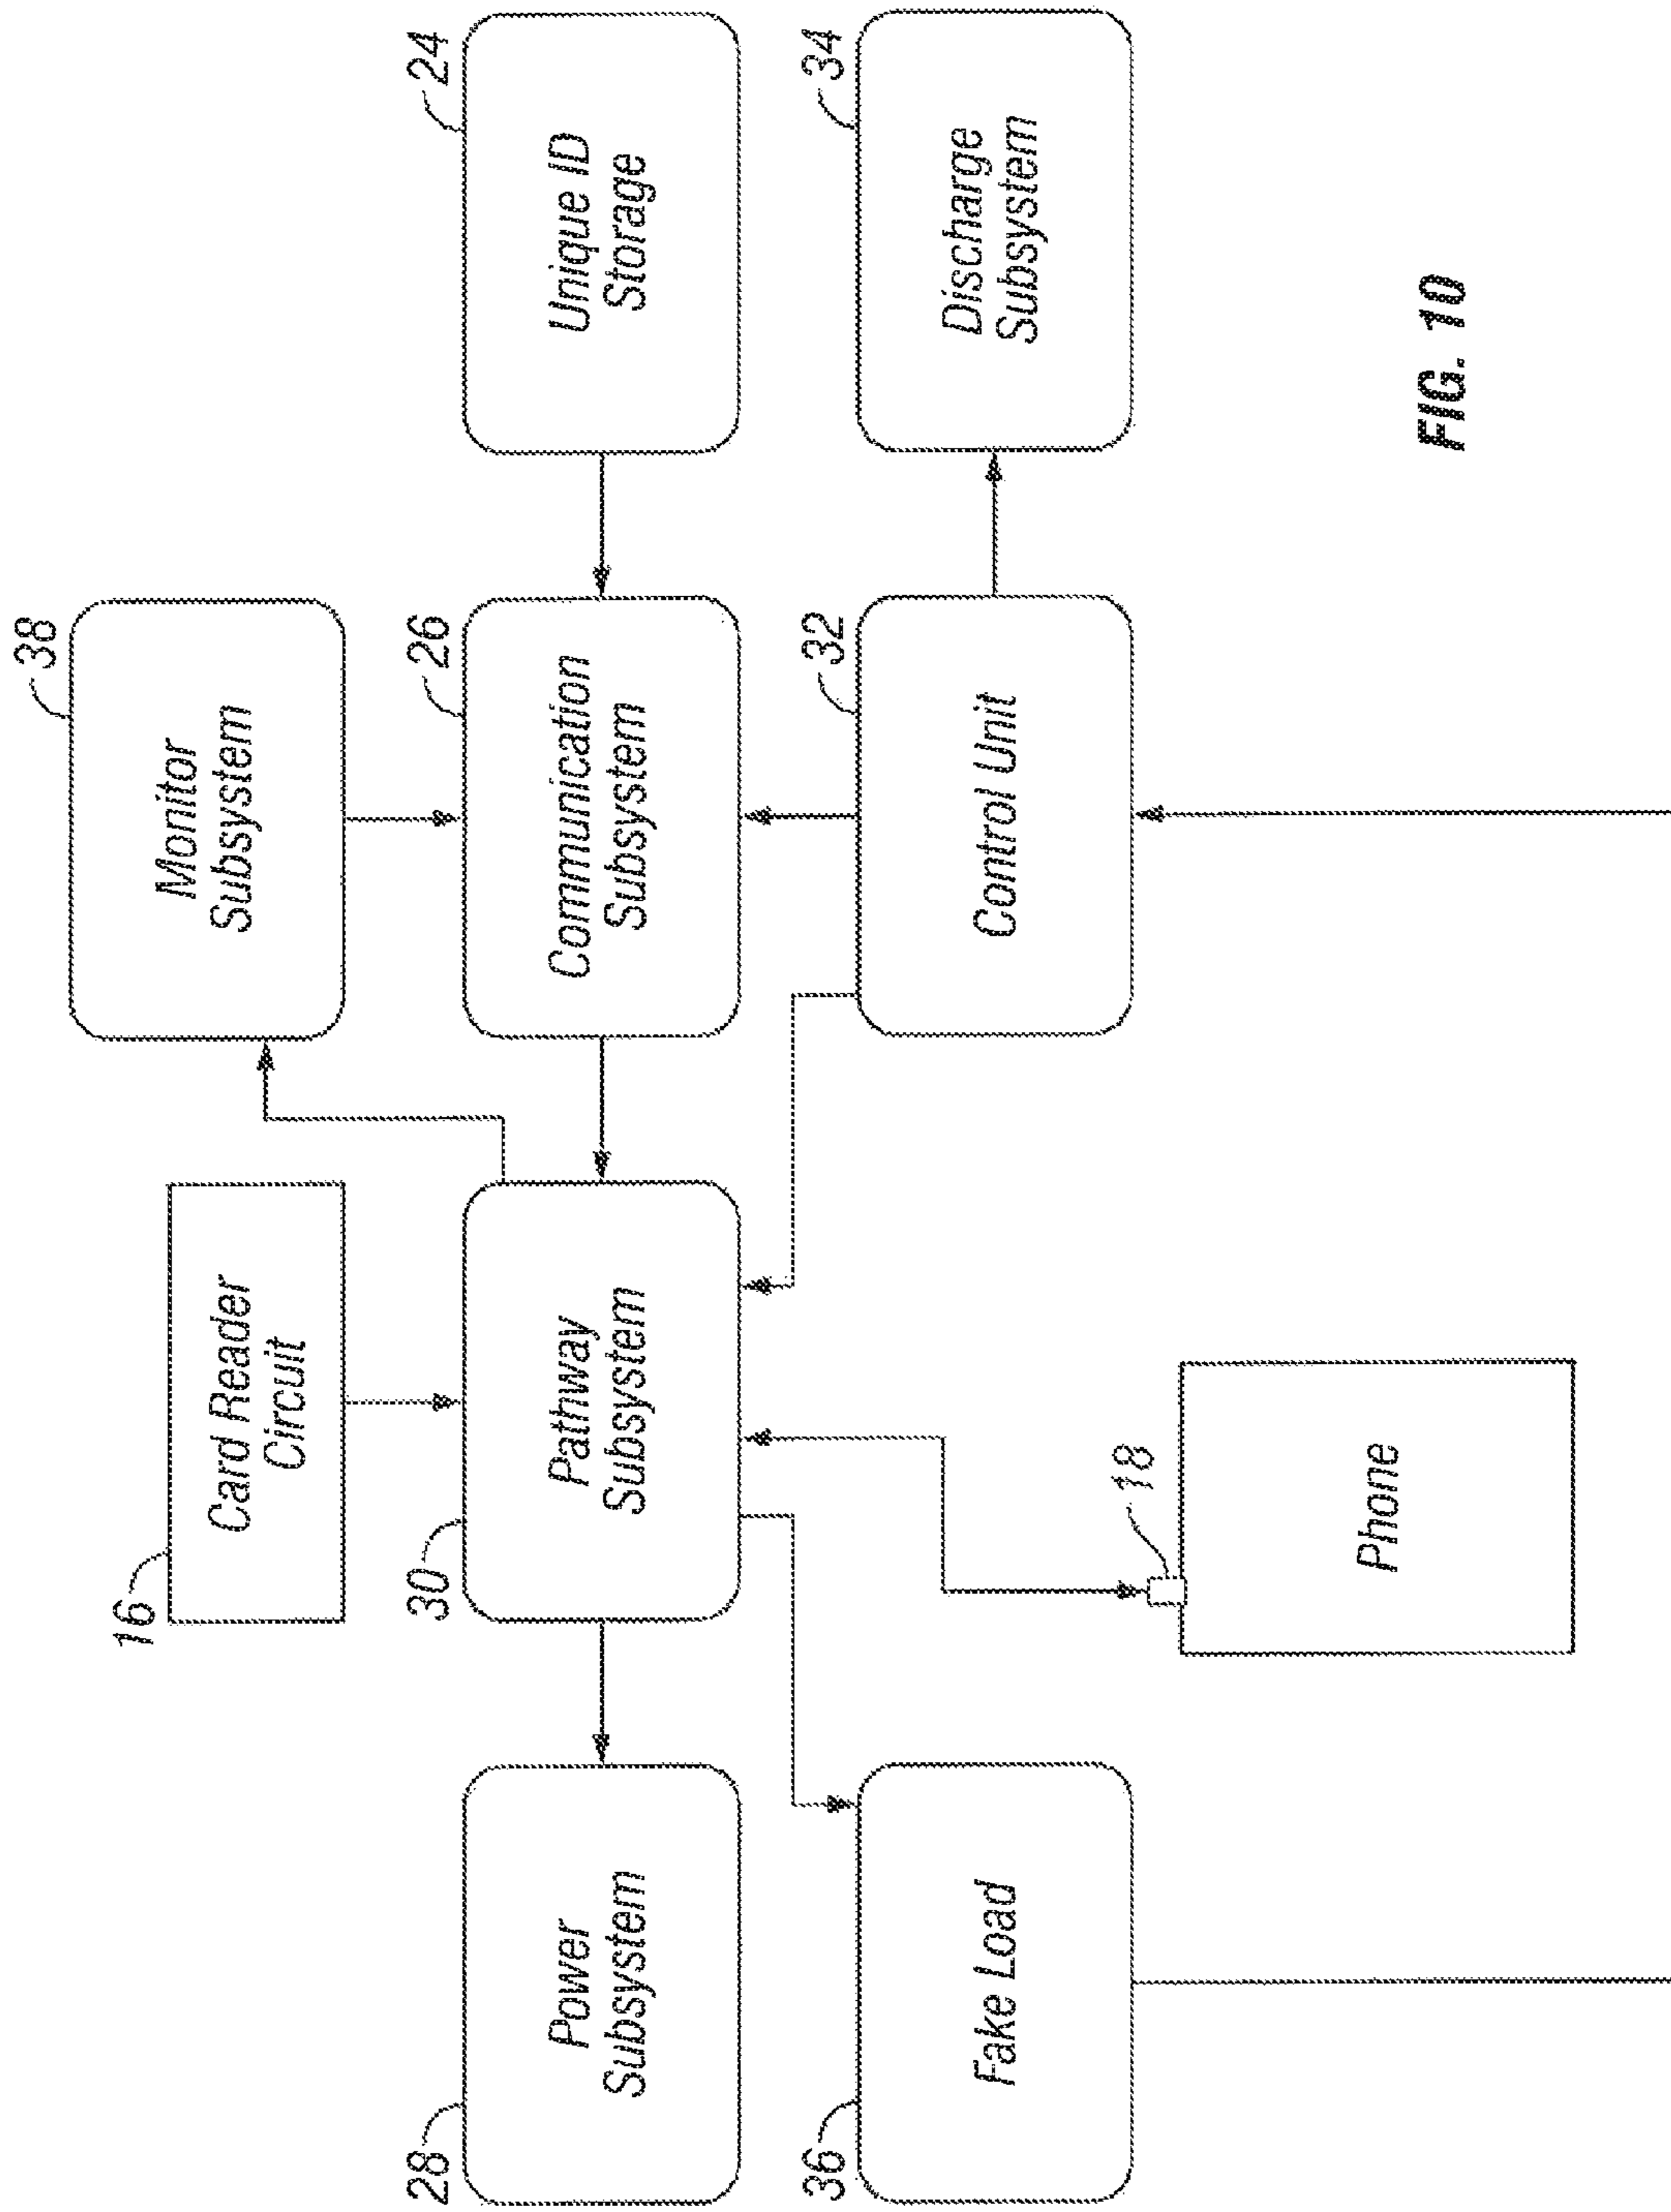 38
Monitor
Subsystem
16
Card Reader
Circuit
28
Power
Subsystem
30
Pathway
Subsystem
26
Communication
Subsystem
24
Unique ID
Storage
36
Fake Load
32
Control Unit
34
Discharge
Subsystem
18
Phone
FIG. 10